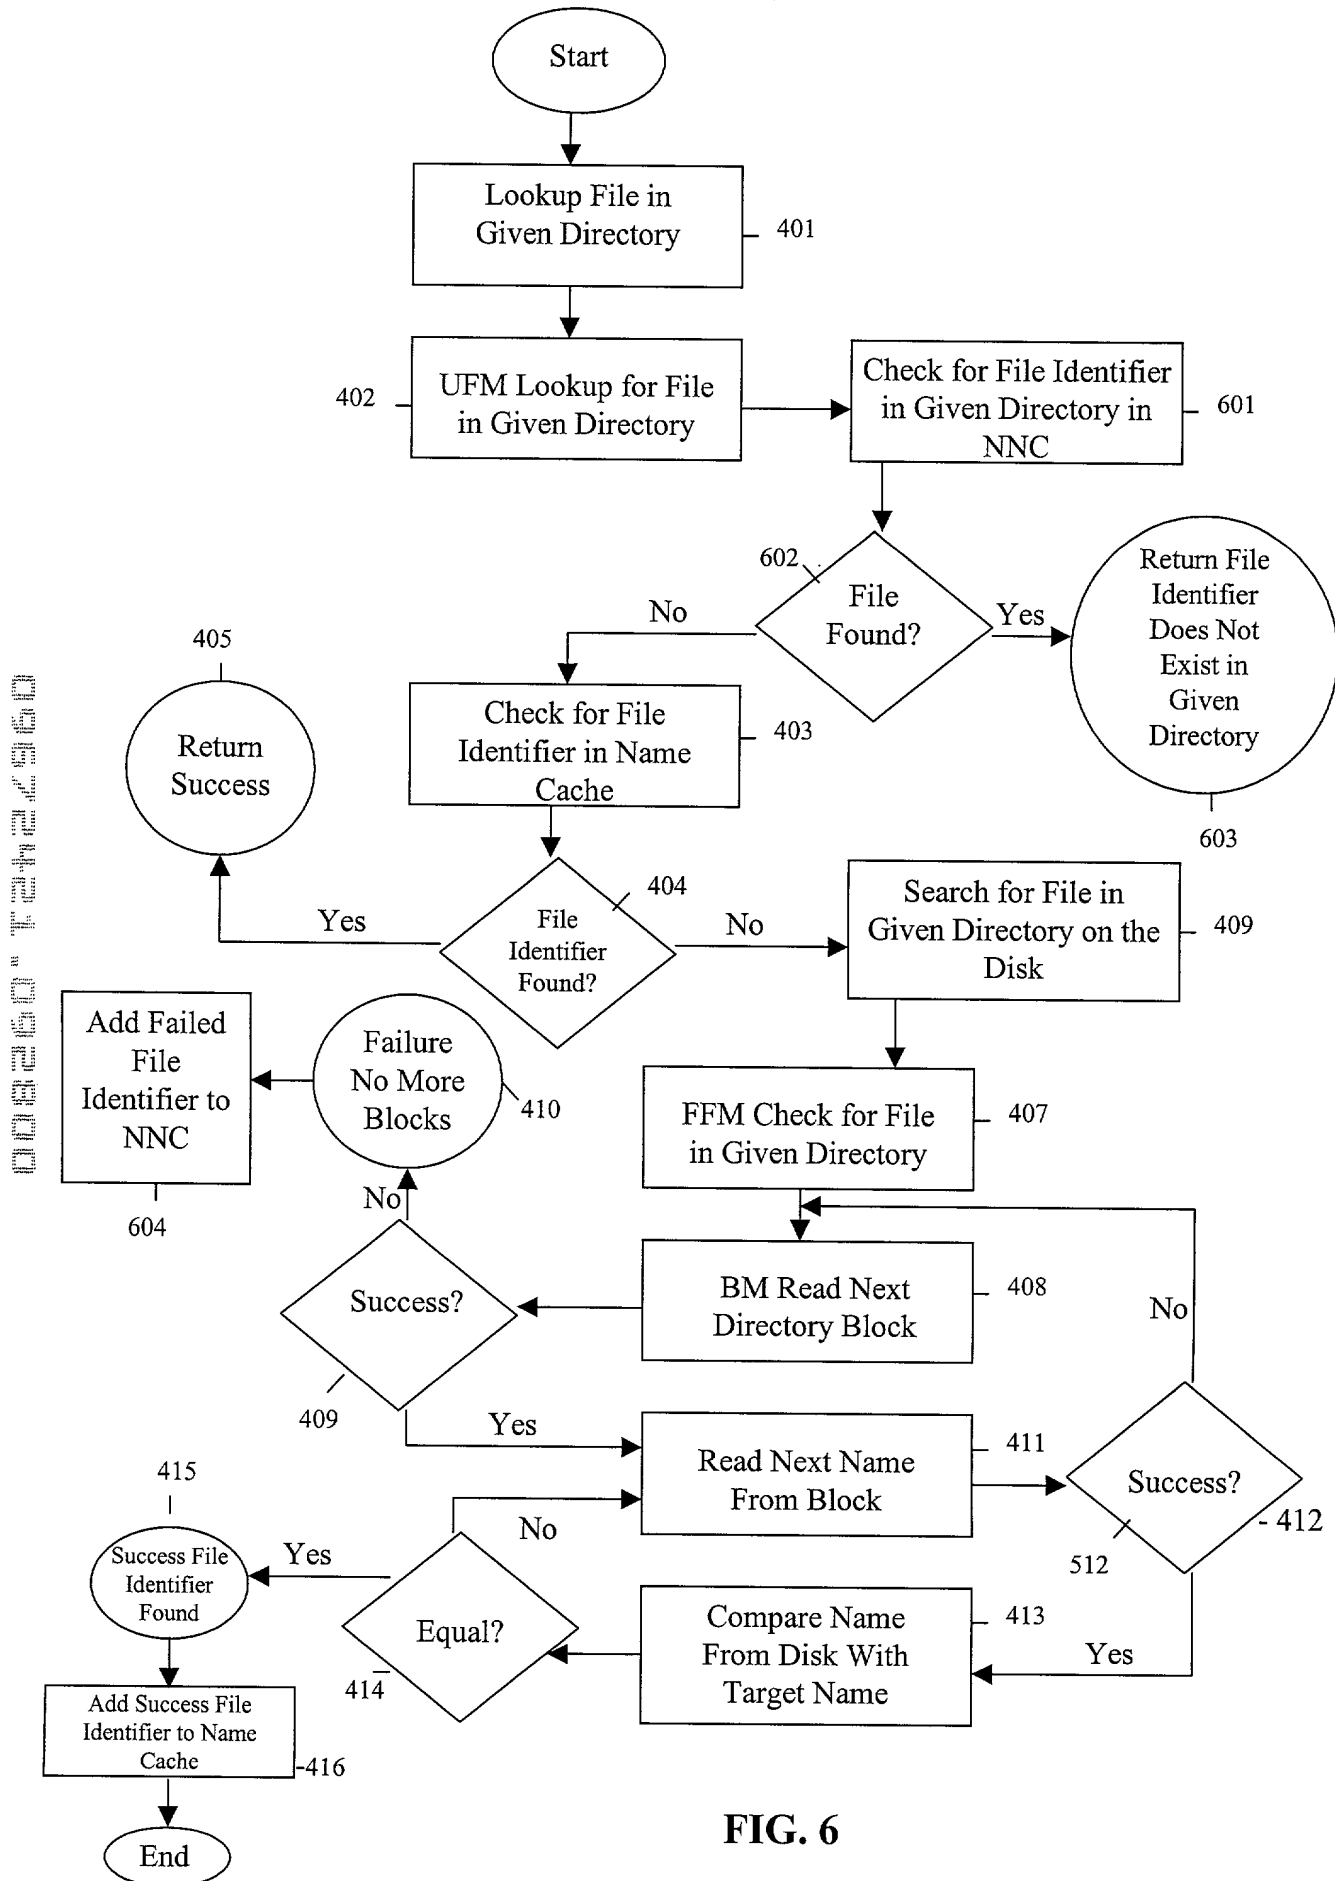 Start
Lookup File in
Given Directory
401
UFM Lookup for File
in Given Directory
402
Check for File Identifier
in Given Directory in
NNC
601
602
File
Found?
No
Yes
Return File
Identifier
Does Not
Exist in
Given
Directory
603
405
Return
Success
Check for File
Identifier in Name
Cache
403
404
File
Identifier
Found?
Yes
No
Search for File in
Given Directory on the
Disk
409
Add Failed
File
Identifier to
NNC
604
Failure
No More
Blocks
410
FFM Check for File
in Given Directory
407
No
Success?
409
BM Read Next
Directory Block
408
No
Yes
Read Next Name
From Block
411
Success?
- 412
512
415
Success File
Identifier
Found
Yes
No
Equal?
414
Compare Name
From Disk With
Target Name
413
Yes
Add Success File
Identifier to Name
Cache
-416
End
FIG. 6
09672421.092800